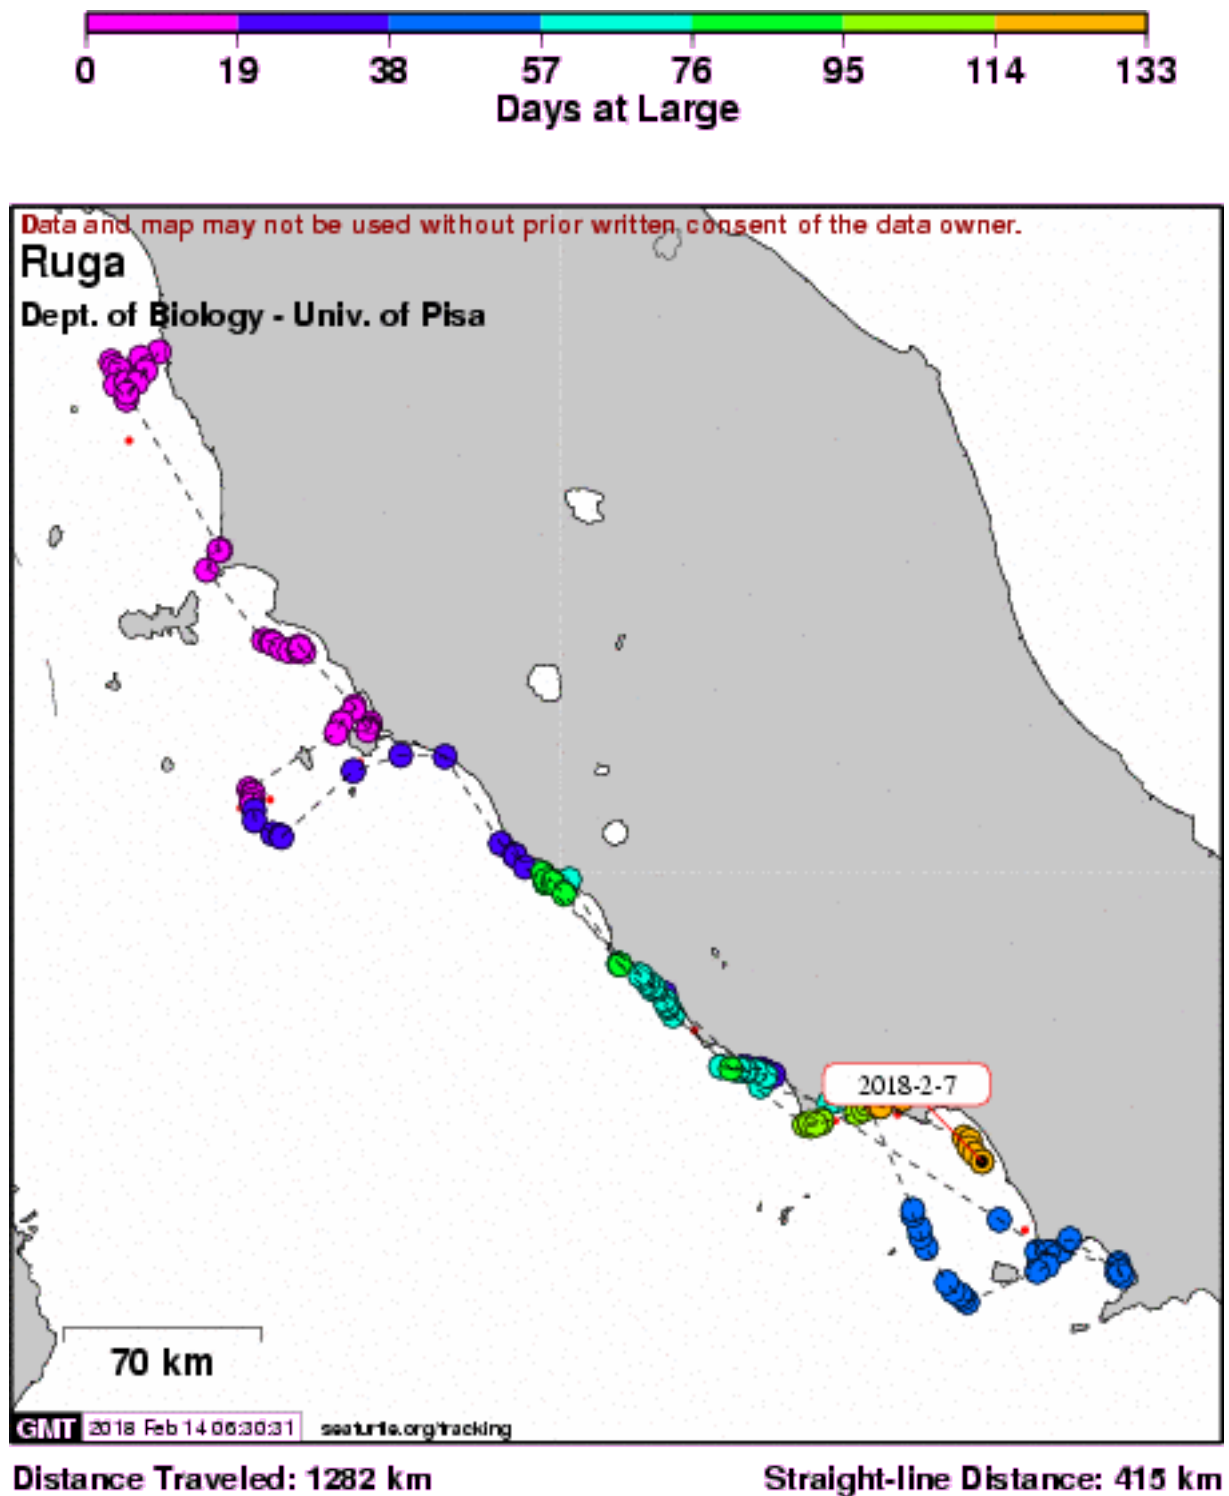 0 19 38 57 76 95 114 133
Days at Large
Data and map may not be used without prior written consent of the data owner.
Ruga
Dept. of Biology - Univ. of Pisa
2018-2-7
70 km
GMT 2018 Feb 14 06:30:31 seaturtle.org/tracking
Distance Traveled: 1282 km Straight-line Distance: 415 km